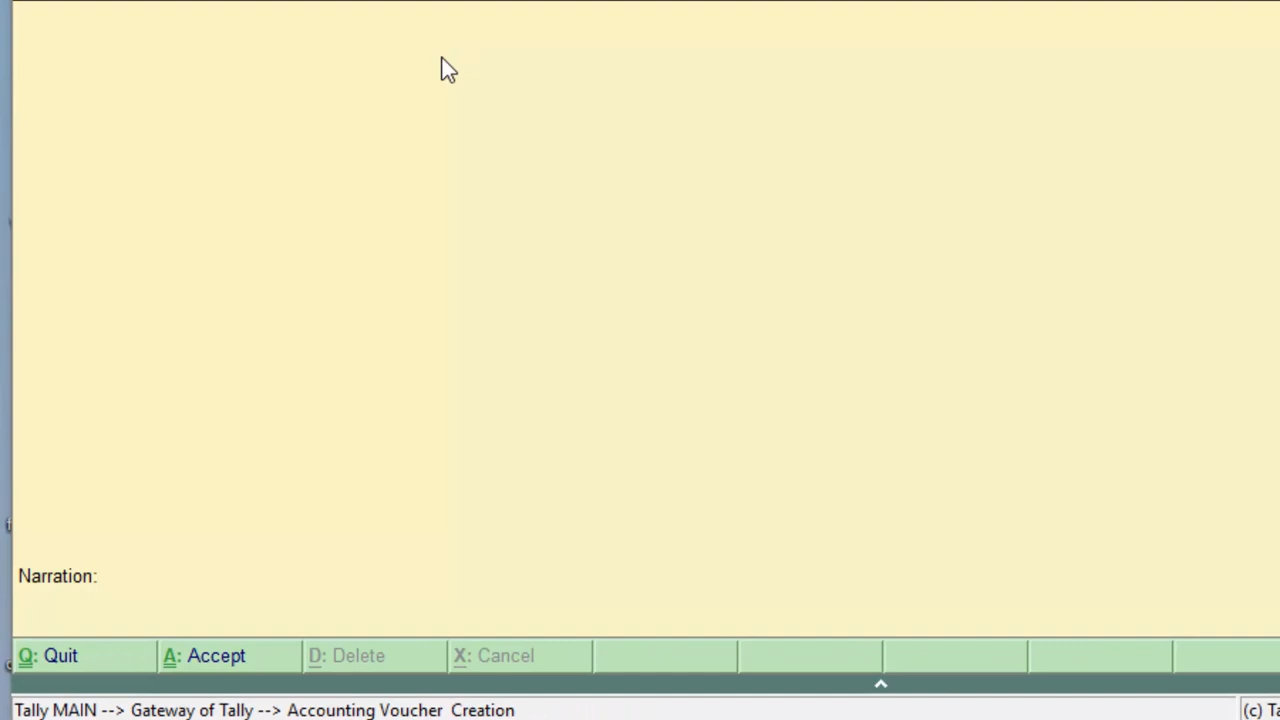 Narration:
Q: Quit A: Accept D: Delete X: Cancel
Tally MAIN --> Gateway of Tally --> Accounting Voucher Creation (c) Ta